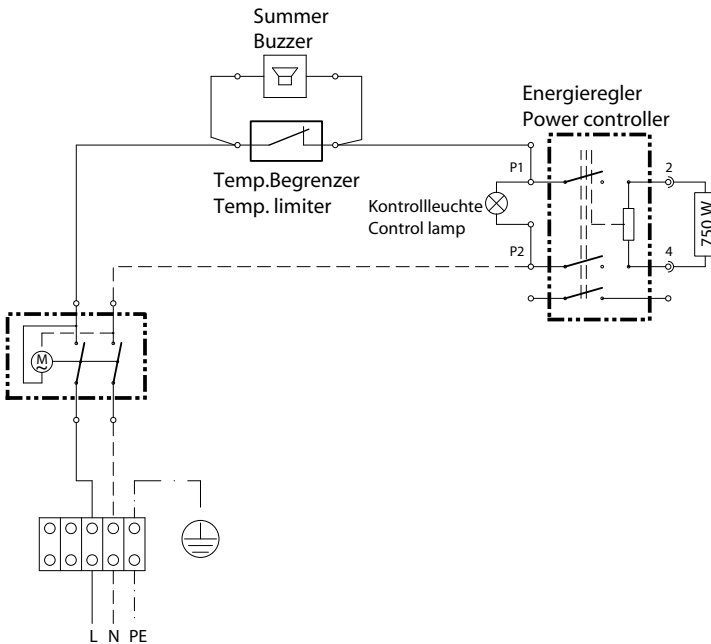 Summer
Buzzer
Energieregler
Power controller
Temp.Begrenzer
Temp. limiter
P1
2
Kontrollleuchte
Control lamp
750 W
P2
4
M
~
L N PE